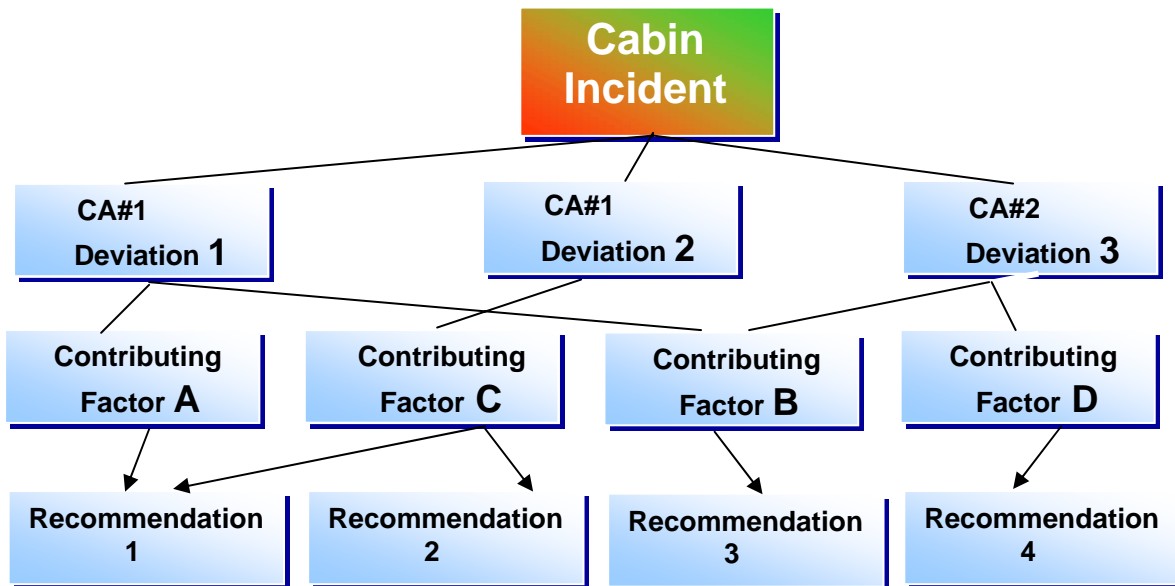 Cabin
Incident
CA#1
Deviation 1
CA#1
Deviation 2
CA#2
Deviation 3
Contributing
Factor A
Contributing
Factor C
Contributing
Factor B
Contributing
Factor D
Recommendation
1
Recommendation
2
Recommendation
3
Recommendation
4